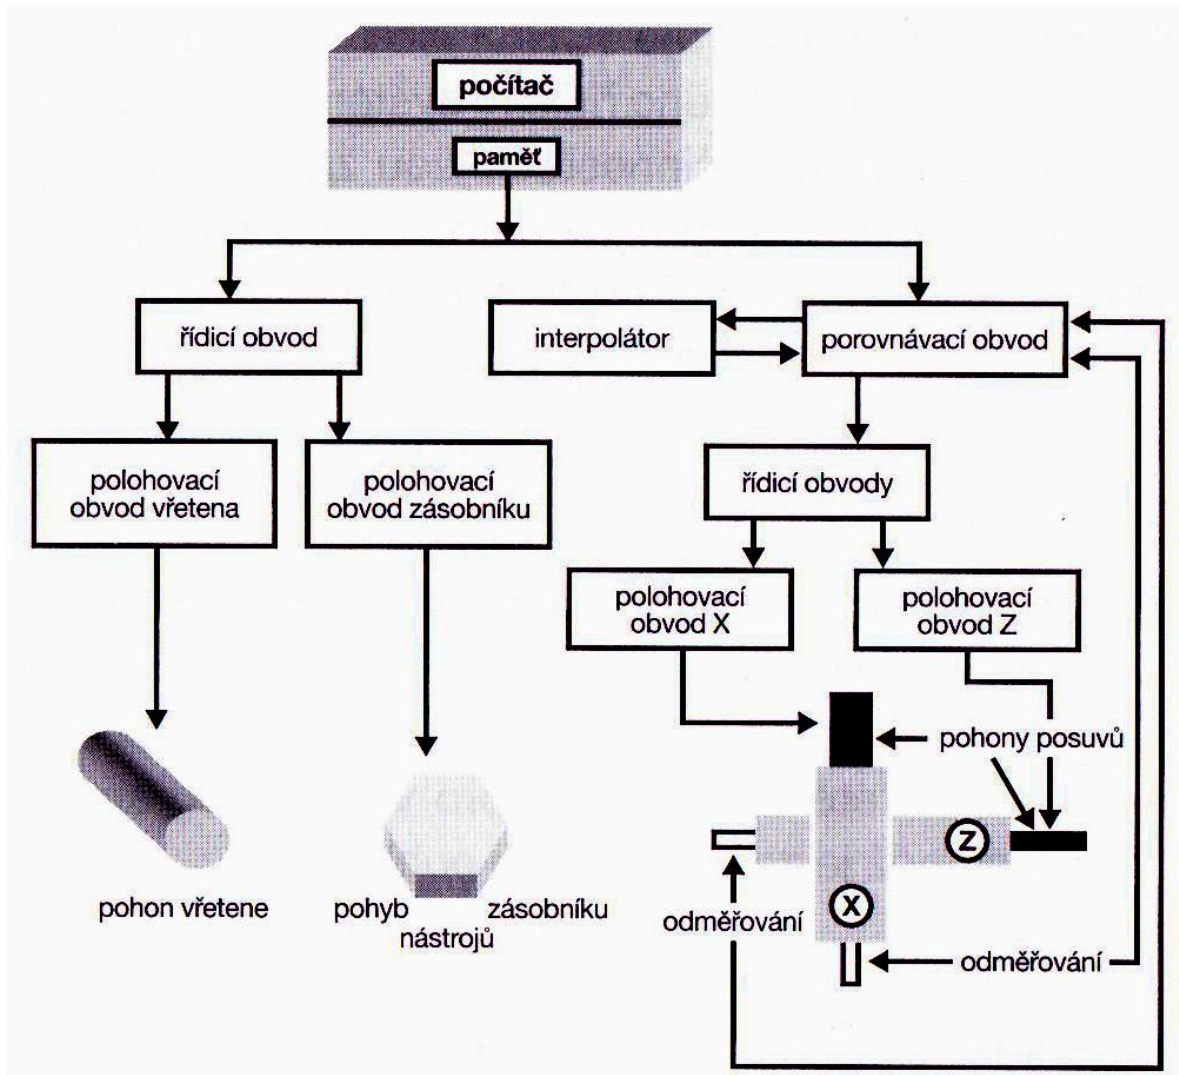 počítač
paměť
řídicí obvod
interpolátor
porovnávací obvod
polohovací
obvod vřetena
polohovací
obvod zásobníku
řídicí obvody
polohovací
obvod X
polohovací
obvod Z
pohony posuvů
Z
X
pohon vřetene
pohyb zásobníku
nástrojů
odměřování
odměřování